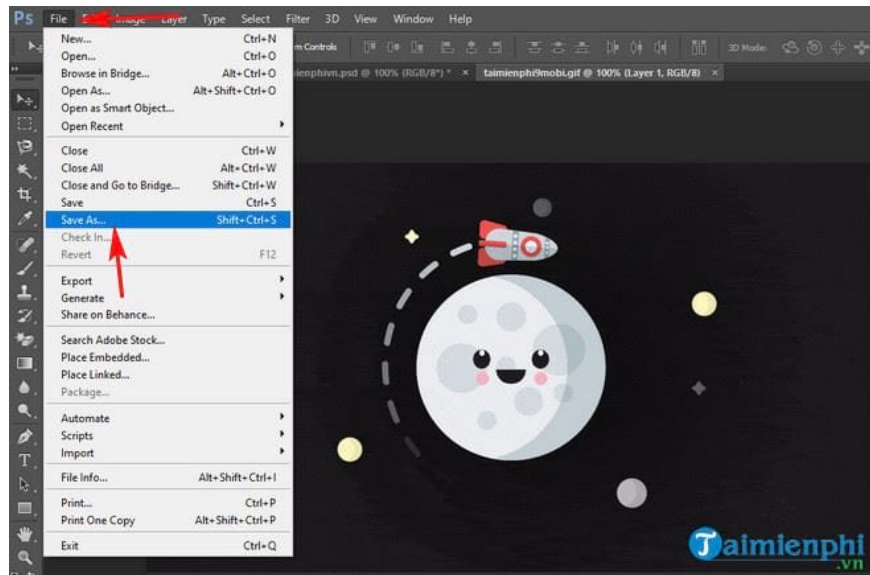 Ps File Edit Image Layer Type Select Filter 3D View Window Help
m Controls 3D Mode:
ienphivn.psd @ 100% (RGB/8*) * × taimienphi9mobi.gif @ 100% (Layer 1, RGB/8) ×
New... Ctrl+N
Open... Ctrl+O
Browse in Bridge... Alt+Ctrl+O
Open As... Alt+Shift+Ctrl+O
Open as Smart Object...
Open Recent
Close Ctrl+W
Close All Alt+Ctrl+W
Close and Go to Bridge... Shift+Ctrl+W
Save Ctrl+S
Save As... Shift+Ctrl+S
Check In...
Revert F12
Export
Generate
Share on Behance...
Search Adobe Stock...
Place Embedded...
Place Linked...
Package...
Automate
Scripts
Import
File Info... Alt+Shift+Ctrl+I
Print... Ctrl+P
Print One Copy Alt+Shift+Ctrl+P
Exit Ctrl+Q
Taimienphi
.vn